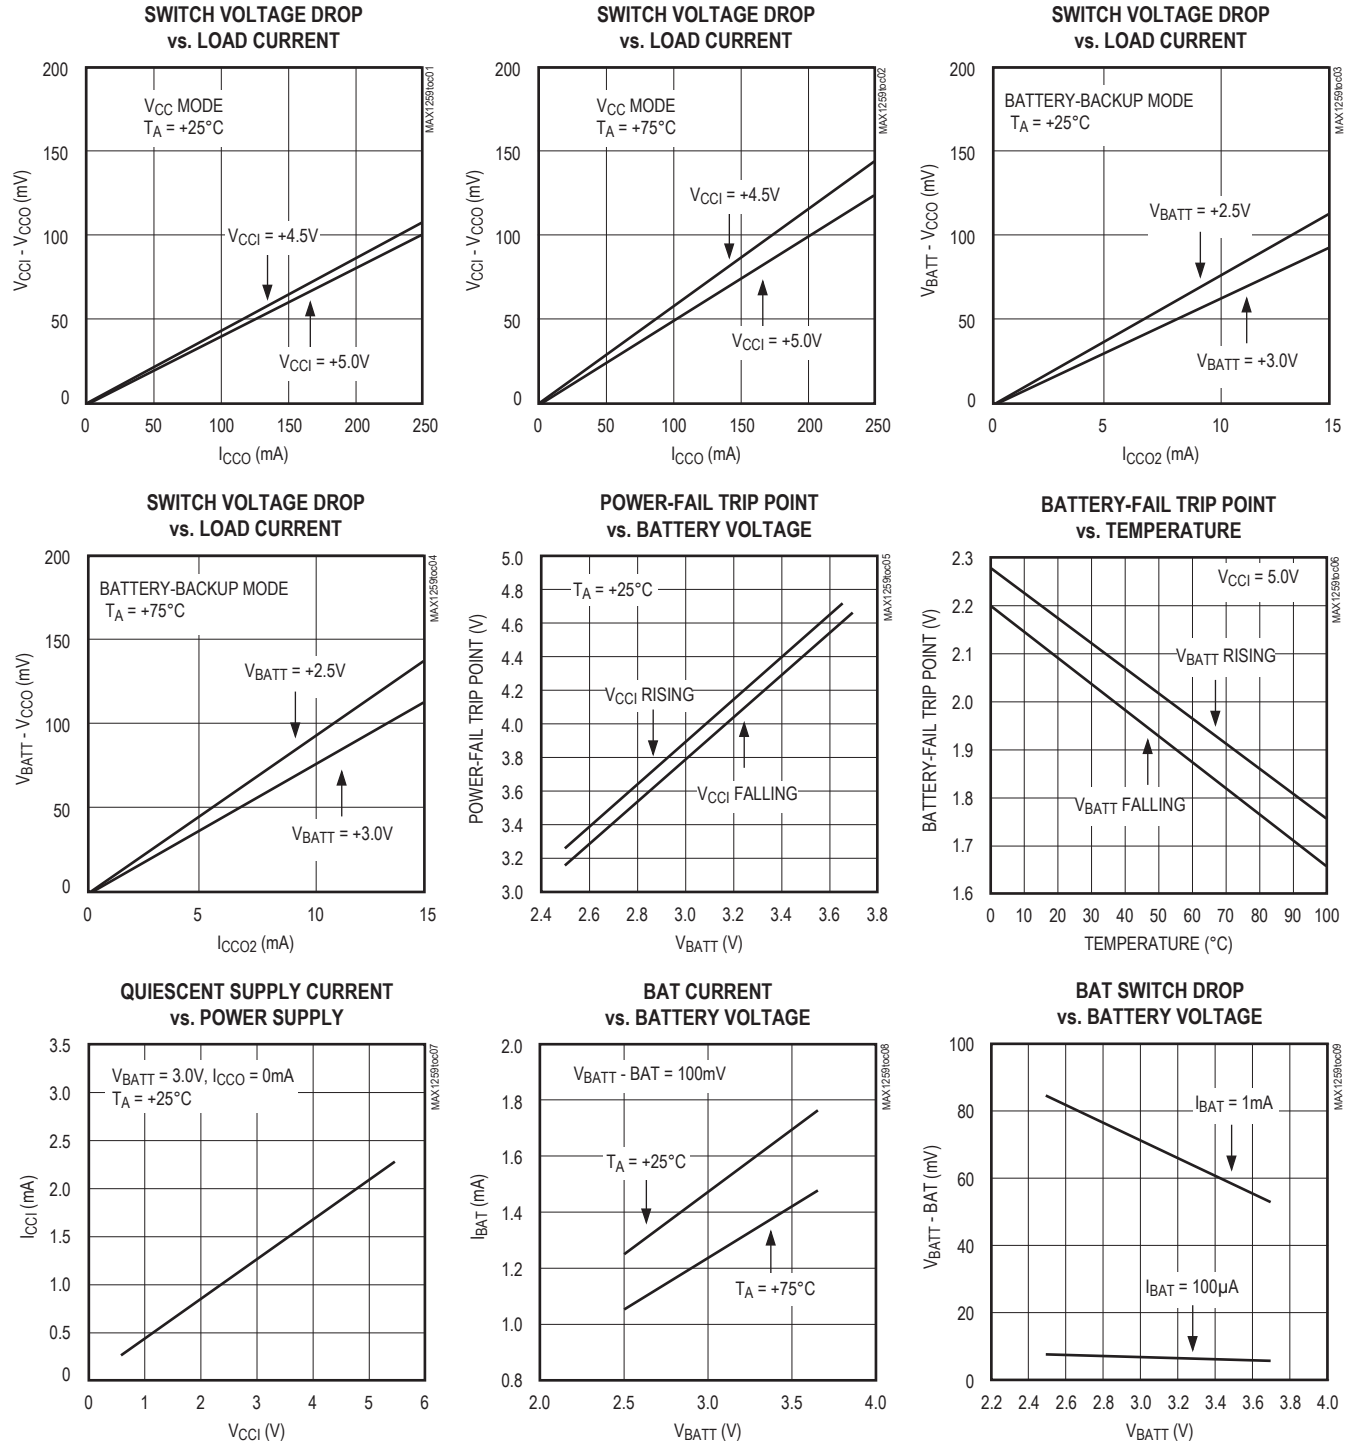 SWITCH VOLTAGE DROP
vs. LOAD CURRENT
MAX1259toc01
VCC MODE
TA = +25°C
VCCI = +4.5V
VCCI = +5.0V
VCCI - VCCO (mV)
200
150
100
50
0
0 50 100 150 200 250
ICCO (mA)
SWITCH VOLTAGE DROP
vs. LOAD CURRENT
MAX1259toc02
VCC MODE
TA = +75°C
VCCI = +4.5V
VCCI = +5.0V
VCCI - VCCO (mV)
200
150
100
50
0
0 50 100 150 200 250
ICCO (mA)
SWITCH VOLTAGE DROP
vs. LOAD CURRENT
MAX1259toc03
BATTERY-BACKUP MODE
TA = +25°C
VBATT = +2.5V
VBATT = +3.0V
VBATT - VCCO (mV)
200
150
100
50
0
0 5 10 15
ICCO2 (mA)
SWITCH VOLTAGE DROP
vs. LOAD CURRENT
MAX1259toc04
BATTERY-BACKUP MODE
TA = +75°C
VBATT = +2.5V
VBATT = +3.0V
VBATT - VCCO (mV)
200
150
100
50
0
0 5 10 15
ICCO2 (mA)
POWER-FAIL TRIP POINT
vs. BATTERY VOLTAGE
MAX1259toc05
TA = +25°C
VCCI RISING
VCCI FALLING
POWER-FAIL TRIP POINT (V)
5.0
4.8
4.6
4.4
4.2
4.0
3.8
3.6
3.4
3.2
3.0
2.4 2.6 2.8 3.0 3.2 3.4 3.6 3.8
VBATT (V)
BATTERY-FAIL TRIP POINT
vs. TEMPERATURE
MAX1259toc06
VCCI = 5.0V
VBATT RISING
VBATT FALLING
BATTERY-FAIL TRIP POINT (V)
2.3
2.2
2.1
2.0
1.9
1.8
1.7
1.6
0 10 20 30 40 50 60 70 80 90 100
TEMPERATURE (°C)
QUIESCENT SUPPLY CURRENT
vs. POWER SUPPLY
MAX1259toc07
VBATT = 3.0V, ICCO = 0mA
TA = +25°C
ICCI (mA)
3.5
3.0
2.5
2.0
1.5
1.0
0.5
0
0 1 2 3 4 5 6
VCCI (V)
BAT CURRENT
vs. BATTERY VOLTAGE
MAX1259toc08
VBATT - BAT = 100mV
TA = +25°C
TA = +75°C
IBAT (mA)
2.0
1.8
1.6
1.4
1.2
1.0
0.8
2.0 2.5 3.0 3.5 4.0
VBATT (V)
BAT SWITCH DROP
vs. BATTERY VOLTAGE
MAX1259toc09
IBAT = 1mA
IBAT = 100µA
VBATT - BAT (mV)
100
80
60
40
20
0
2.2 2.4 2.6 2.8 3.0 3.2 3.4 3.6 3.8 4.0
VBATT (V)